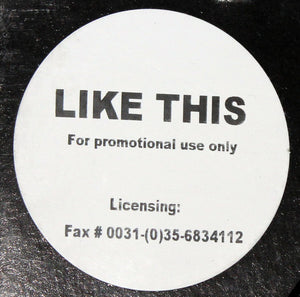 LIKE THIS
For promotional use only
Licensing:
Fax # 0031-(0)35-6834112